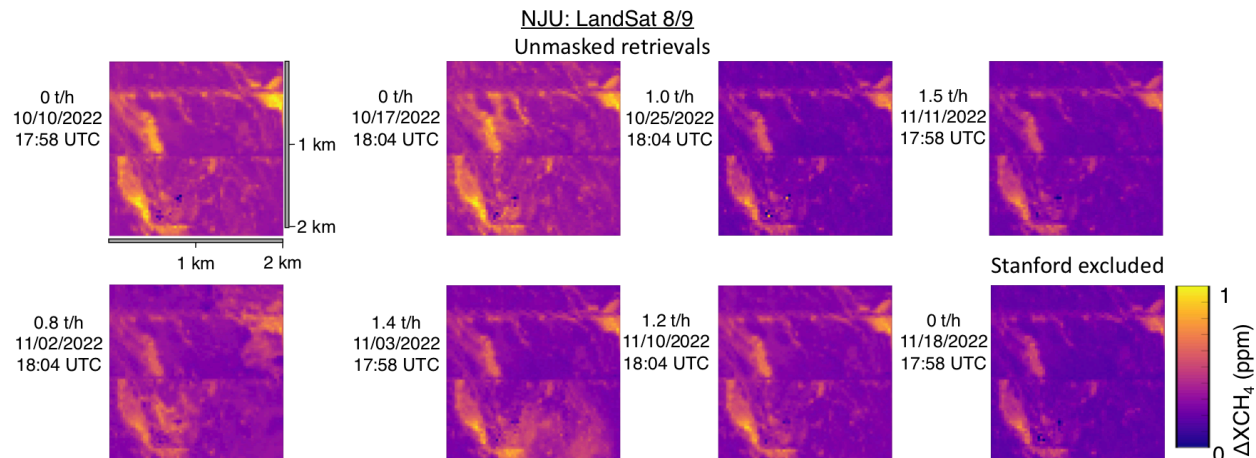 NJU: LandSat 8/9
Unmasked retrievals
0 t/h
10/10/2022
17:58 UTC
1 km
2 km
1 km
2 km
0 t/h
10/17/2022
18:04 UTC
1.0 t/h
10/25/2022
18:04 UTC
1.5 t/h
11/11/2022
17:58 UTC
Stanford excluded
0.8 t/h
11/02/2022
18:04 UTC
1.4 t/h
11/03/2022
17:58 UTC
1.2 t/h
11/10/2022
18:04 UTC
0 t/h
11/18/2022
17:58 UTC
1
0
ΔXCH₄ (ppm)